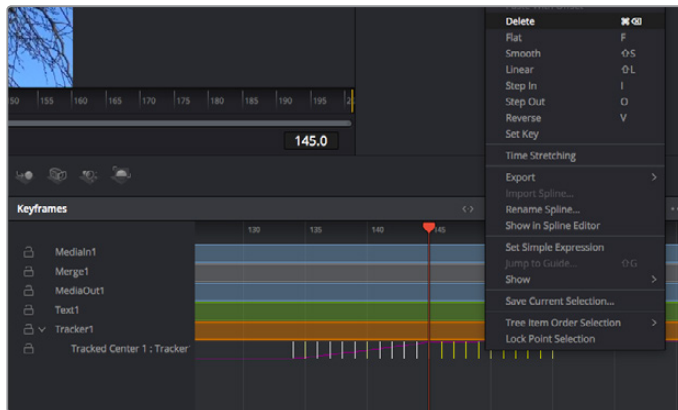 Delete ⌘⌫
Flat F
Smooth ⇧S
Linear ⇧L
Step In I
Step Out O
Reverse V
Set Key
Time Stretching
Export >
Import Spline...
Rename Spline...
Show in Spline Editor
Set Simple Expression
Jump to Guide... ⇧G
Show >
Save Current Selection...
Tree Item Order Selection >
Lock Point Selection
155 160 165 170 175 180 185 190 195
145.0
Keyframes
130 135 140 145
MediaIn1
Merge1
MediaOut1
Text1
Tracker1
Tracked Center 1 : Tracker